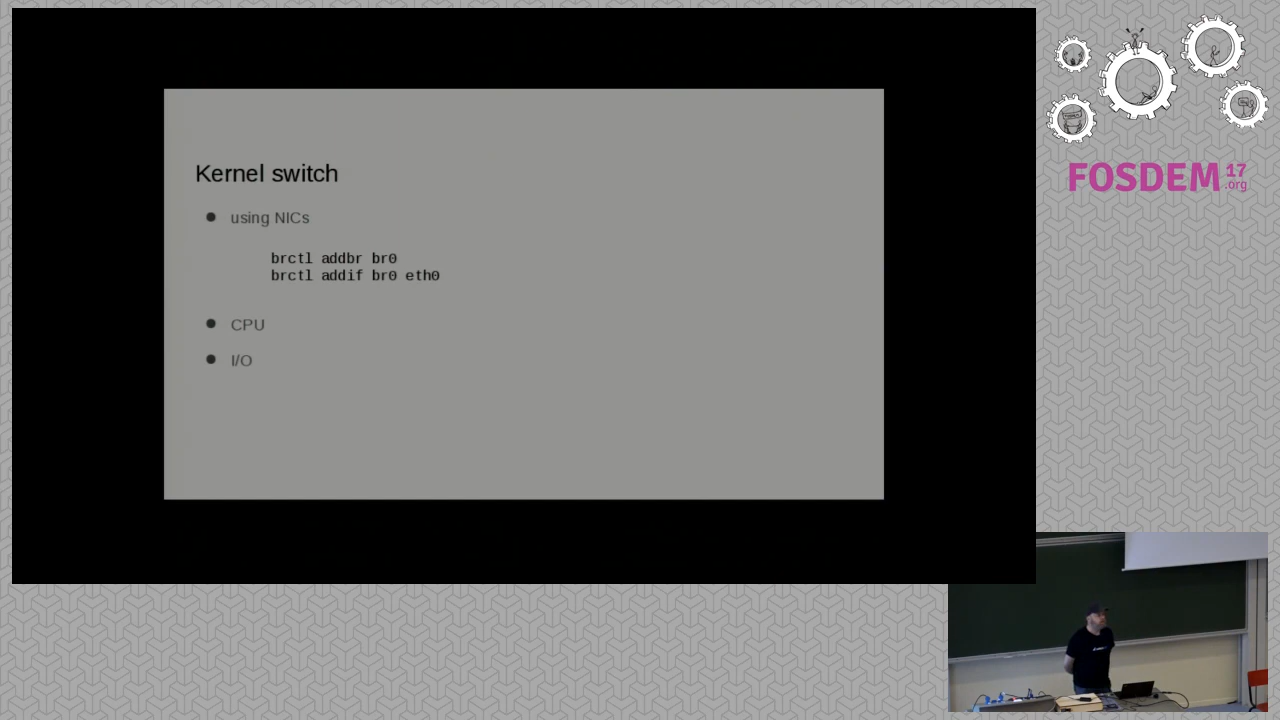 Kernel switch
using NICs
brctl addbr br0
brctl addif br0 eth0
CPU
I/O
FOSDEM 17
.org